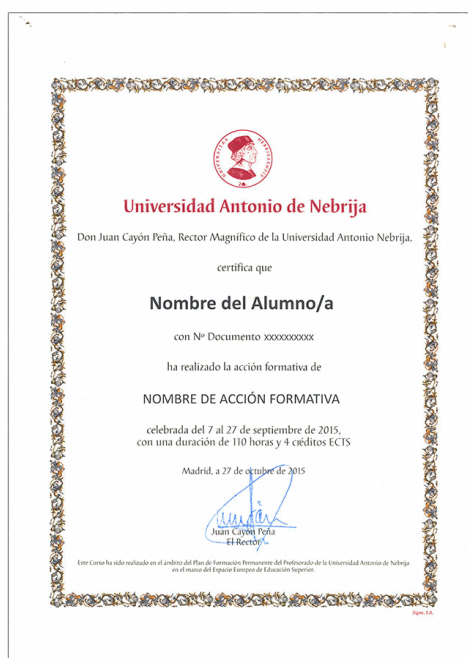 Universidad Antonio de Nebrija
Don Juan Cayón Peña, Rector Magnífico de la Universidad Antonio Nebrija,
certifica que
Nombre del Alumno/a
con Nº Documento xxxxxxxxxx
ha realizado la acción formativa de
NOMBRE DE ACCIÓN FORMATIVA
celebrada del 7 al 27 de septiembre de 2015,
con una duración de 110 horas y 4 créditos ECTS
Madrid, a 27 de octubre de 2015
Juan Cayón Peña
El Rector
Este Curso ha sido realizado en el ámbito del Plan de Formación Permanente del Profesorado de la Universidad Antonio de Nebrija
en el marco del Espacio Europeo de Educación Superior.
Signe, S.A.